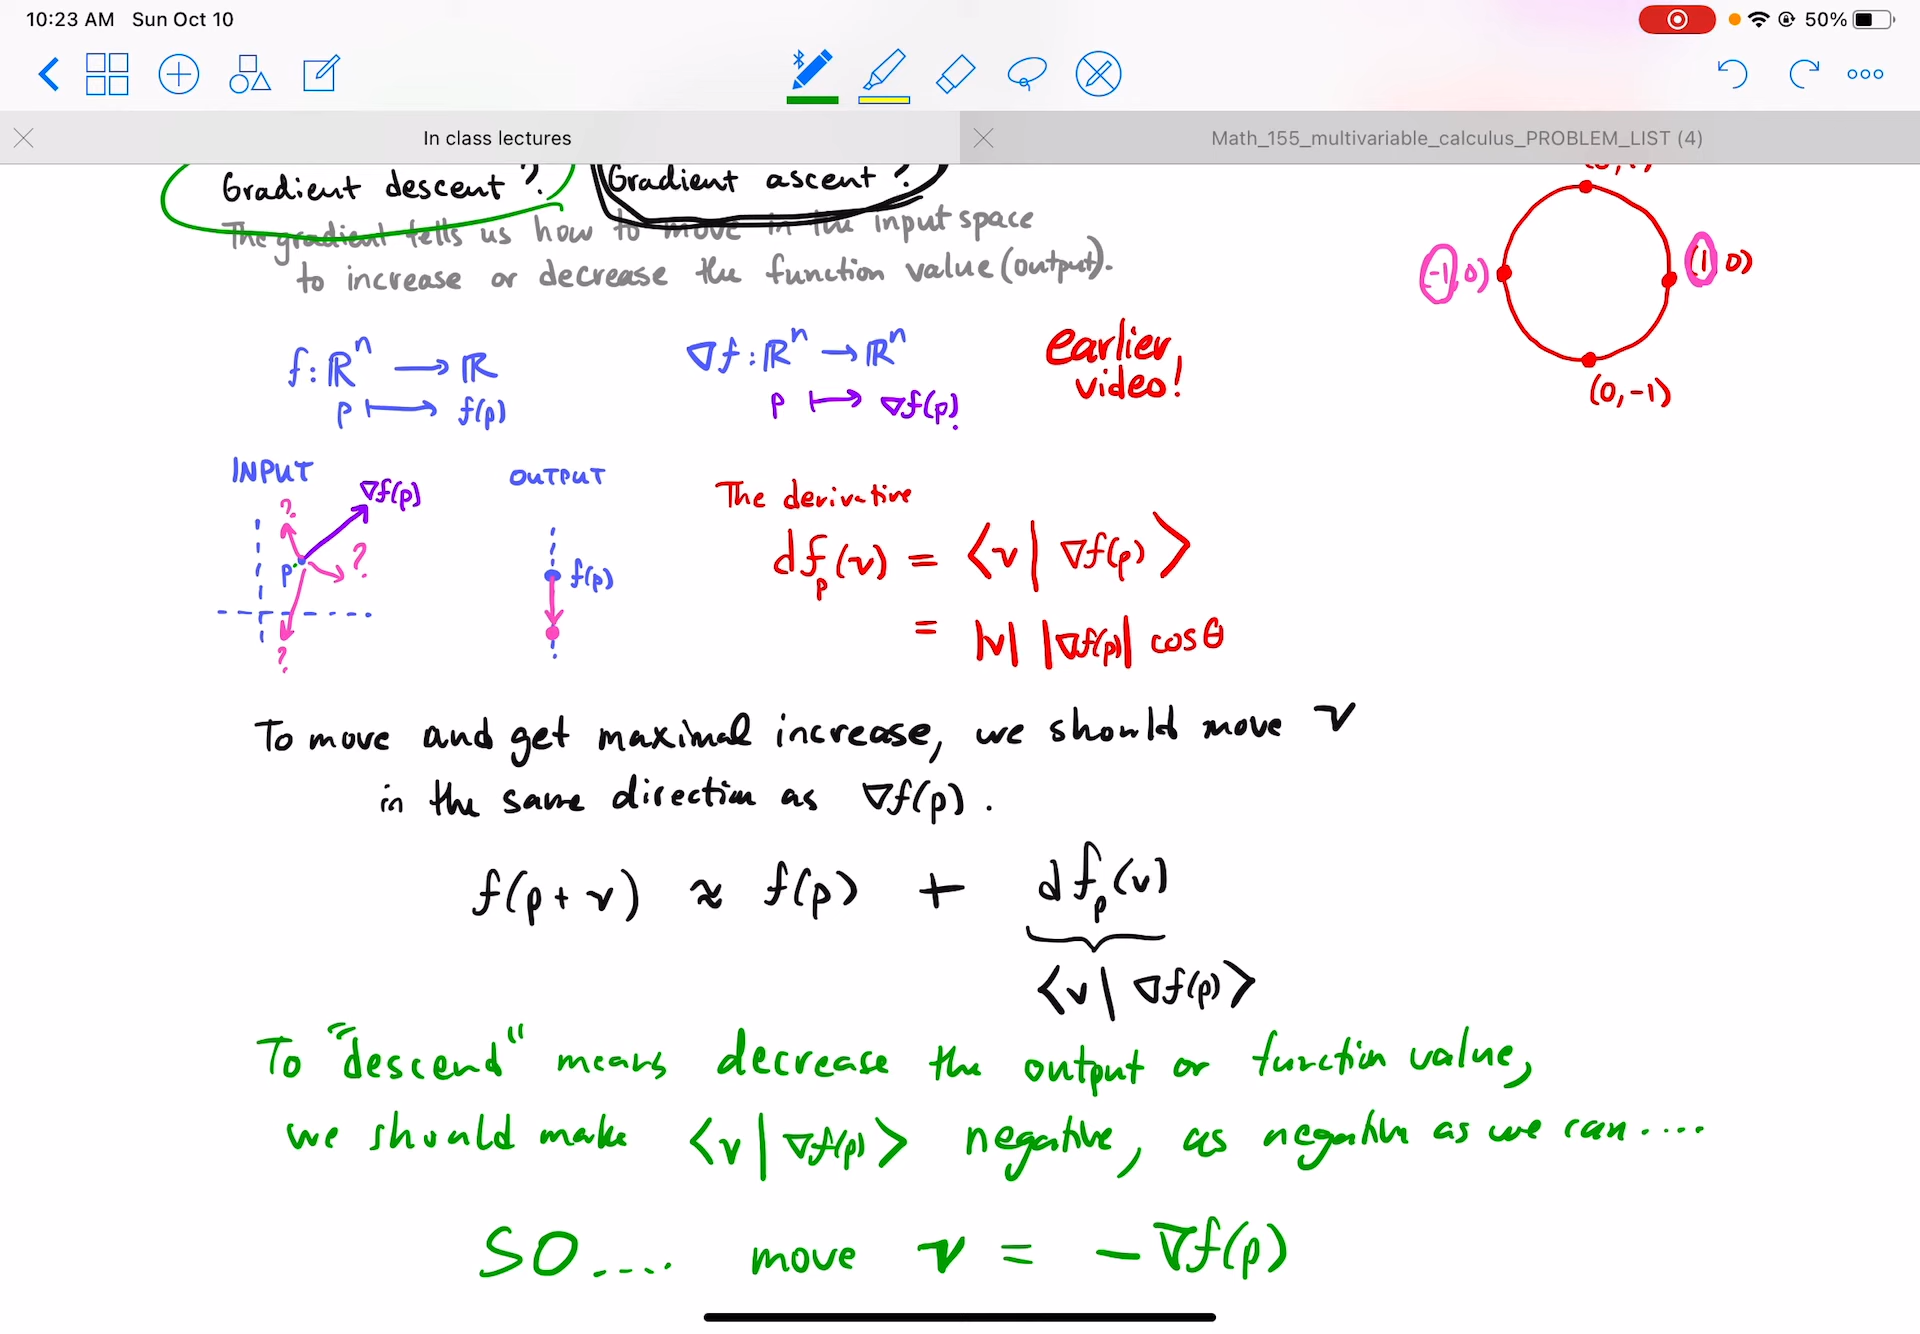 10:23 AM Sun Oct 10
50%
In class lectures
Math_155_multivariable_calculus_PROBLEM_LIST (4)
Gradient descent? Gradient ascent?
The gradient tells us how to move in the input space
to increase or decrease the function value (output).
(-1,0)
(1,0)
(0,-1)
f: ℝⁿ ⟶ ℝ
p ⟼ f(p)
∇f: ℝⁿ → ℝⁿ
p ⟼ ∇f(p).
earlier
video!
INPUT
∇f(p)
?
?
p
?
OUTPUT
f(p)
The derivative
df_p(v) = ⟨v | ∇f(p)⟩
= |v| |∇f(p)| cos θ
To move and get maximal increase, we should move v
in the same direction as ∇f(p).
f(p+v) ≈ f(p) + df_p(v)
⟨v | ∇f(p)⟩
To "descend" means decrease the output or function value,
we should make ⟨v | ∇f(p)⟩ negative, as negative as we can....
SO.... move v = -∇f(p)